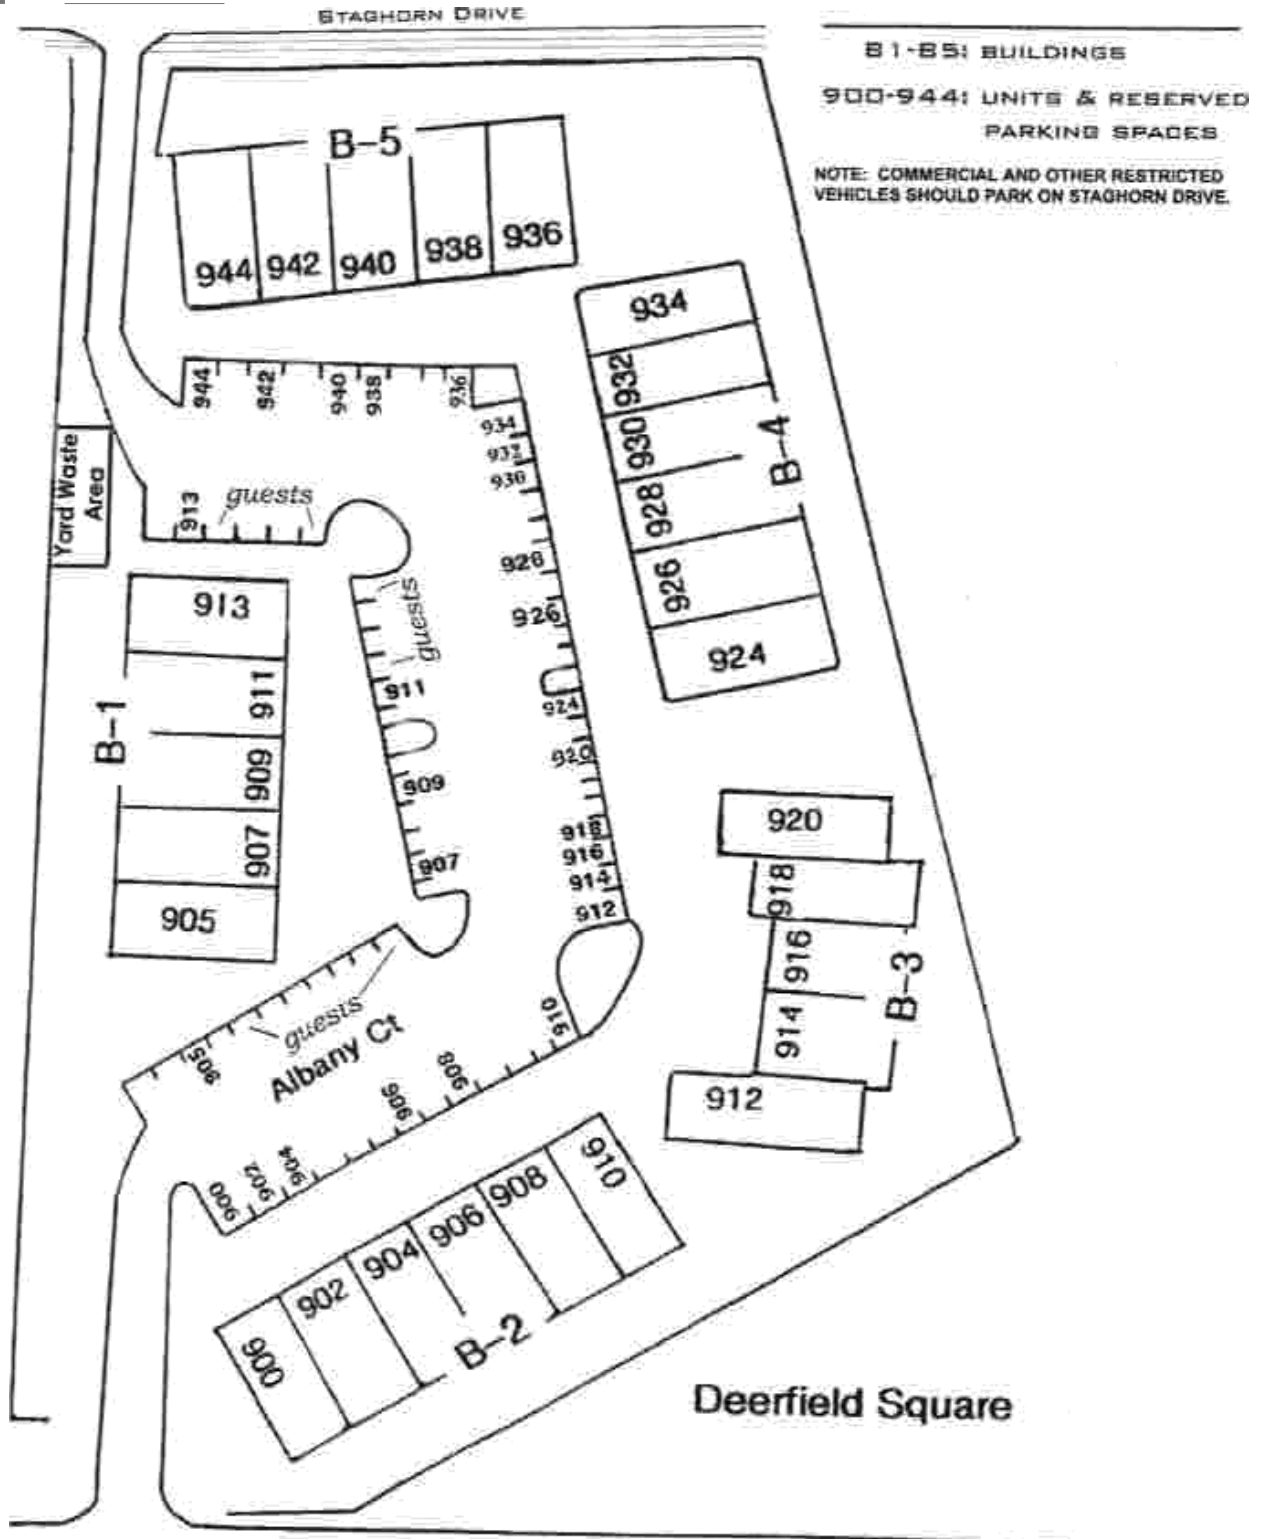 STAGHORN DRIVE
B1-B5: BUILDINGS
900-944: UNITS & RESERVED
PARKING SPACES
NOTE: COMMERCIAL AND OTHER RESTRICTED
VEHICLES SHOULD PARK ON STAGHORN DRIVE.
B-5
944 942 940 938 936
934
932
930
928
926
924
B-4
944 942 940 938 936
934
932
930
928
926
924
920
918
916
914
912
910
Yard Waste
Area
913
guests
guests
911
909
907
913
911
909
907
905
B-1
920
918
916
914
912
B-3
guests
905
Albany Ct
908
906
904
902
900
910
908
906
904
902
900
B-2
Deerfield Square